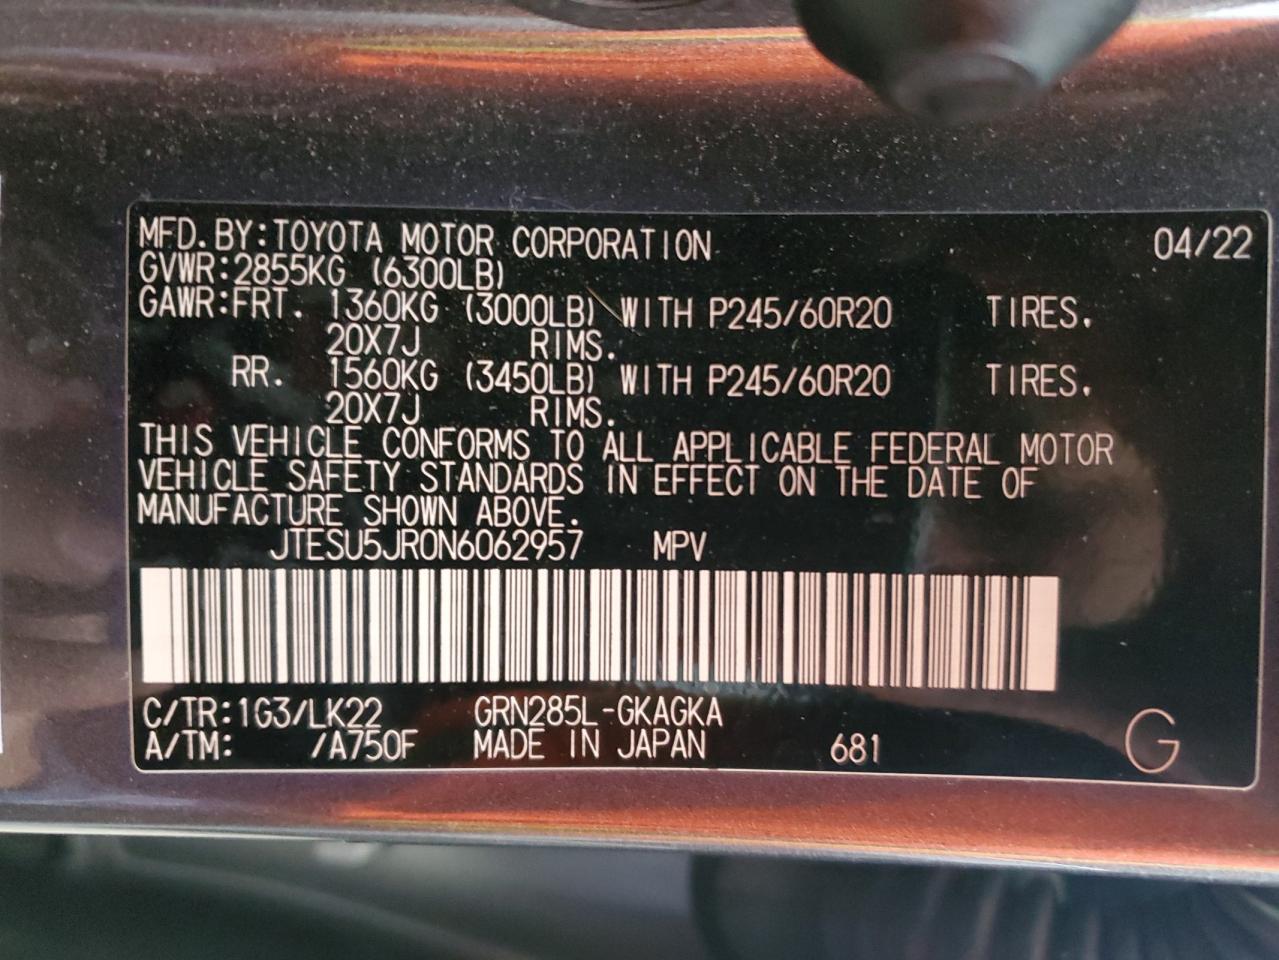 MFD. BY:TOYOTA MOTOR CORPORATION 04/22
GVWR:2855KG (6300LB)
GAWR:FRT. 1360KG (3000LB) WITH P245/60R20 TIRES.
20X7J RIMS.
RR. 1560KG (3450LB) WITH P245/60R20 TIRES.
20X7J RIMS.
THIS VEHICLE CONFORMS TO ALL APPLICABLE FEDERAL MOTOR
VEHICLE SAFETY STANDARDS IN EFFECT ON THE DATE OF
MANUFACTURE SHOWN ABOVE.
JTESU5JR0N6062957 MPV
C/TR:1G3/LK22 GRN285L-GKAGKA
A/TM: /A750F MADE IN JAPAN 681 G